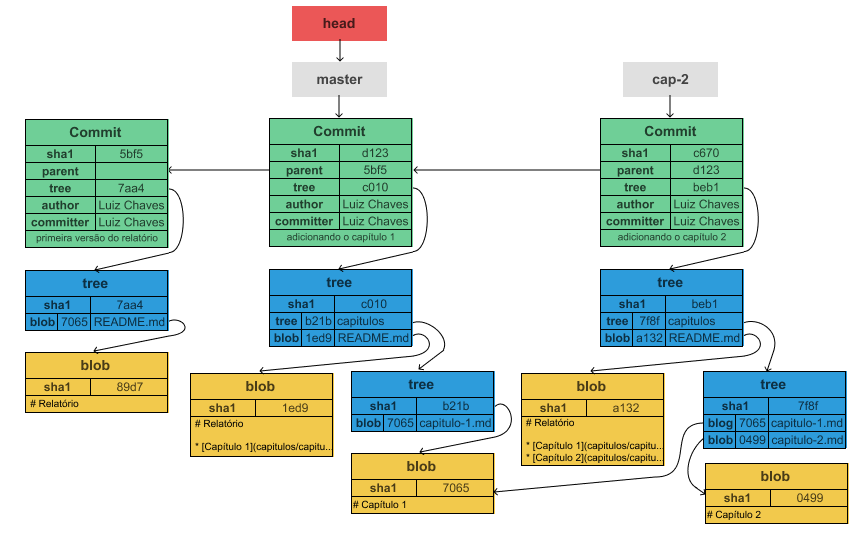 head
master
cap-2
Commit
sha1 5bf5
parent
tree 7aa4
author Luiz Chaves
committer Luiz Chaves
primeira versão do relatório
Commit
sha1 d123
parent 5bf5
tree c010
author Luiz Chaves
committer Luiz Chaves
adicionando o capítulo 1
Commit
sha1 c670
parent d123
tree beb1
author Luiz Chaves
committer Luiz Chaves
adicionando o capítulo 2
tree
sha1 7aa4
blob 7065 README.md
tree
sha1 c010
tree b21b capitulos
blob 1ed9 README.md
tree
sha1 beb1
tree 7f8f capitulos
blob a132 README.md
blob
sha1 89d7
# Relatório
blob
sha1 1ed9
# Relatório
* [Capítulo 1](capitulos/capitu...
tree
sha1 b21b
blob 7065 capitulo-1.md
blob
sha1 a132
# Relatório
* [Capítulo 1](capitulos/capitu...
* [Capítulo 2](capitulos/capitu...
tree
sha1 7f8f
blog 7065 capitulo-1.md
blob 0499 capitulo-2.md
blob
sha1 7065
# Capítulo 1
blob
sha1 0499
# Capítulo 2